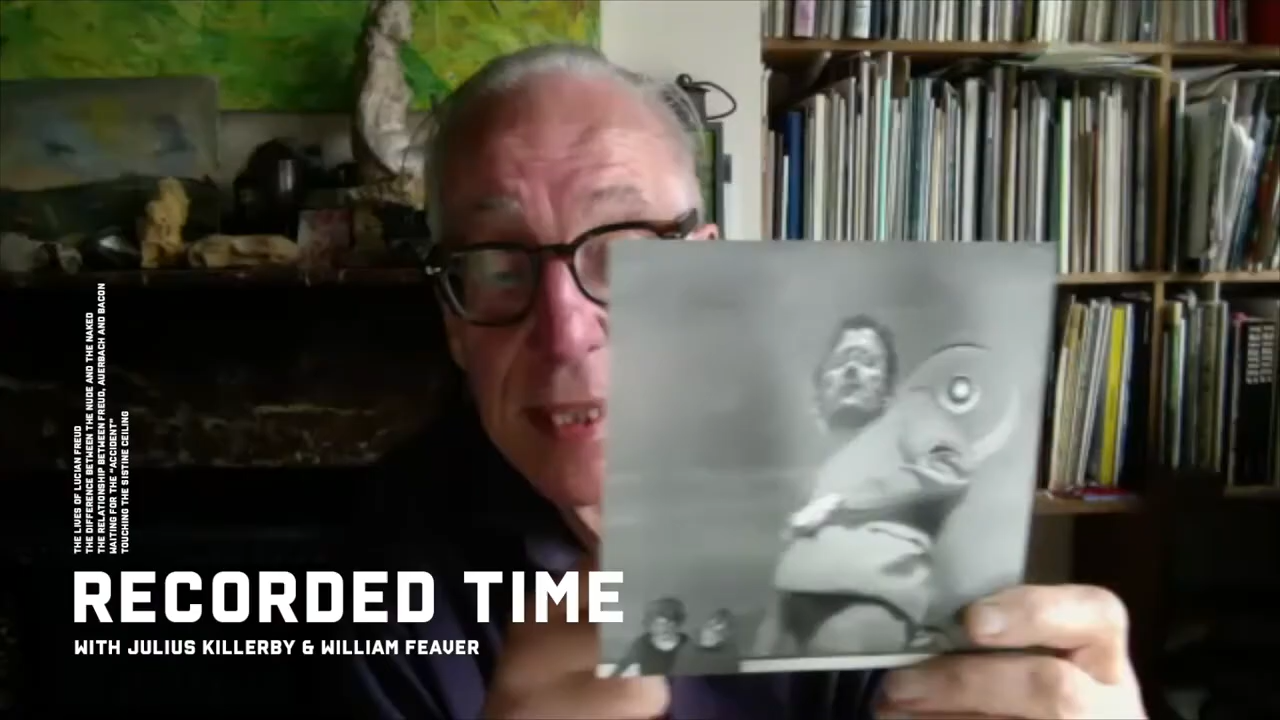 THE LIVES OF LUCIAN FREUD
THE DIFFERENCE BETWEEN THE NUDE AND THE NAKED
THE RELATIONSHIP BETWEEN FREUD, AUERBACH AND BACON
WAITING FOR THE "ACCIDENT"
TOUCHING THE SISTINE CEILING
RECORDED TIME
WITH JULIUS KILLERBY & WILLIAM FEAVER